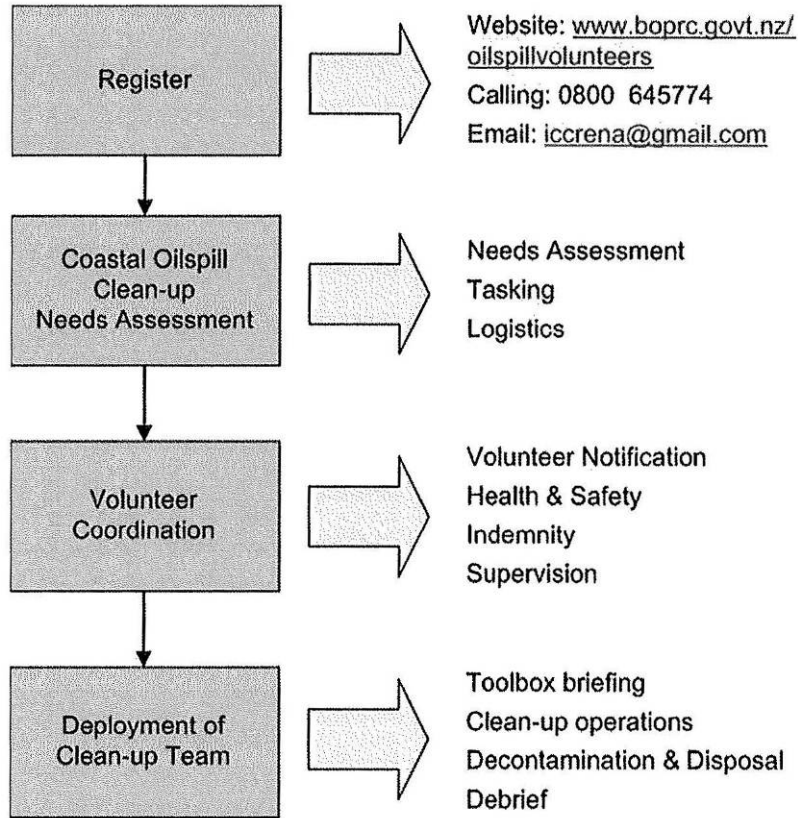 Register
Website: www.boprc.govt.nz/
oilspillvolunteers
Calling: 0800 645774
Email: iccrena@gmail.com
Coastal Oilspill
Clean-up
Needs Assessment
Needs Assessment
Tasking
Logistics
Volunteer
Coordination
Volunteer Notification
Health & Safety
Indemnity
Supervision
Deployment of
Clean-up Team
Toolbox briefing
Clean-up operations
Decontamination & Disposal
Debrief